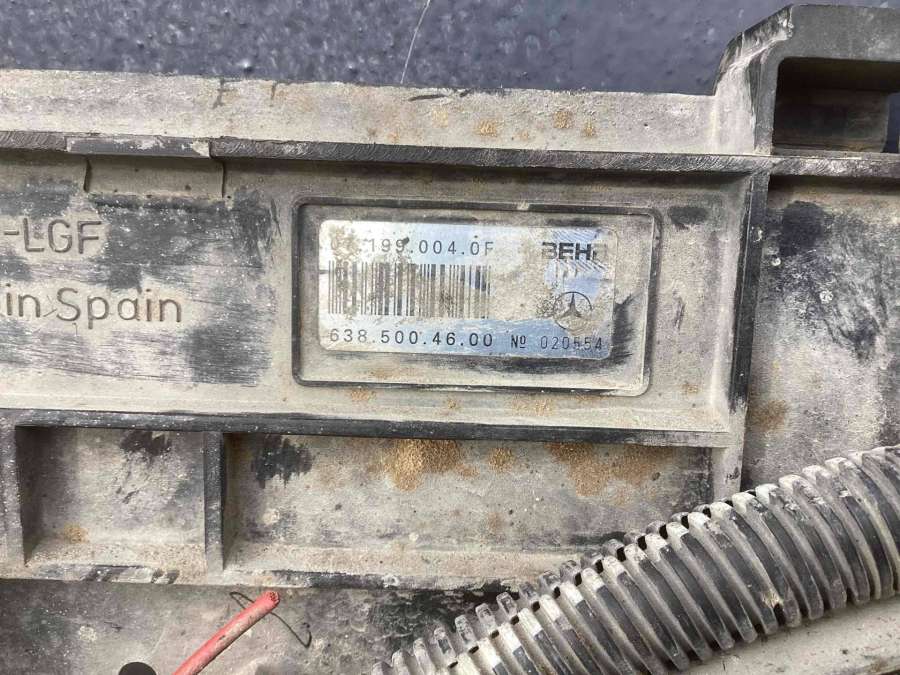 -LGF
in Spain
199.004.0F
BEHR
638.500.46.00 № 020554